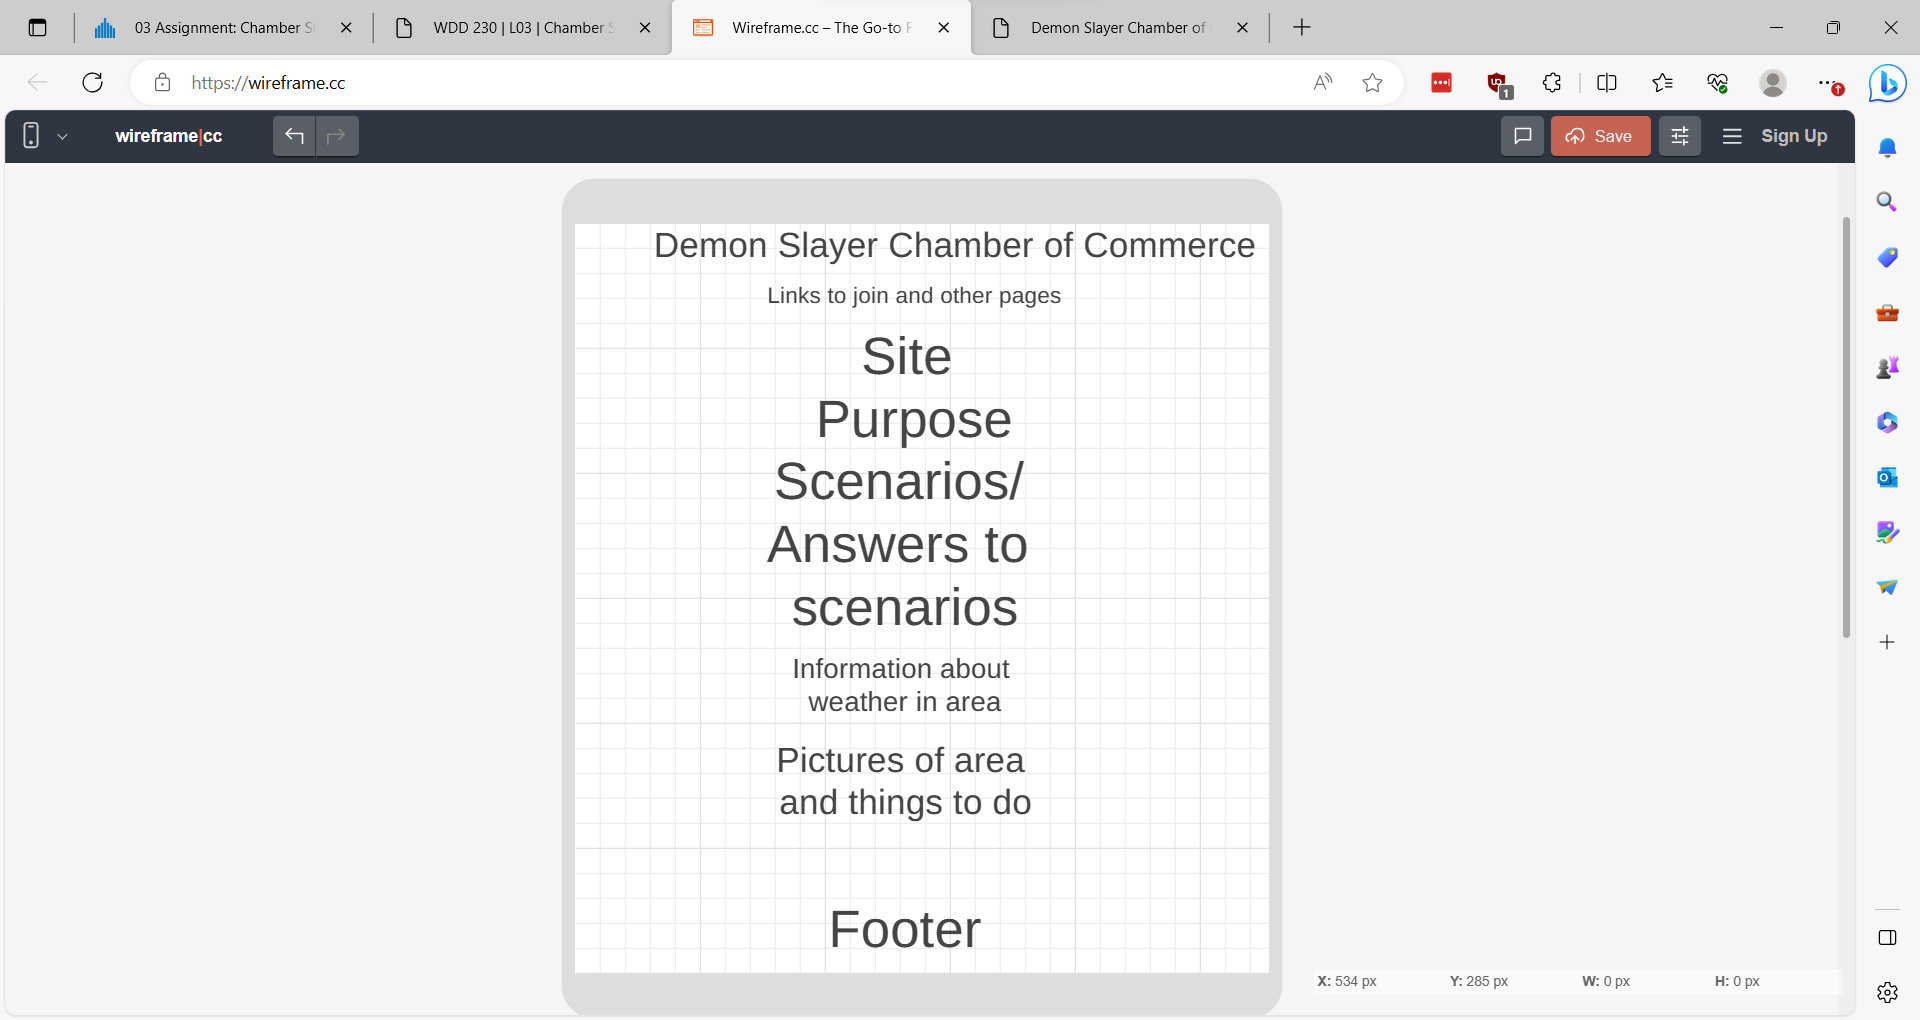 03 Assignment: Chamber Si
WDD 230 | L03 | Chamber S
Wireframe.cc – The Go-to F
Demon Slayer Chamber of
https://wireframe.cc
A
1
wireframe|cc
Save
Sign Up
Demon Slayer Chamber of Commerce
Links to join and other pages
Site
Purpose
Scenarios/
Answers to
scenarios
Information about
weather in area
Pictures of area
and things to do
Footer
X: 534 px
Y: 285 px
W: 0 px
H: 0 px